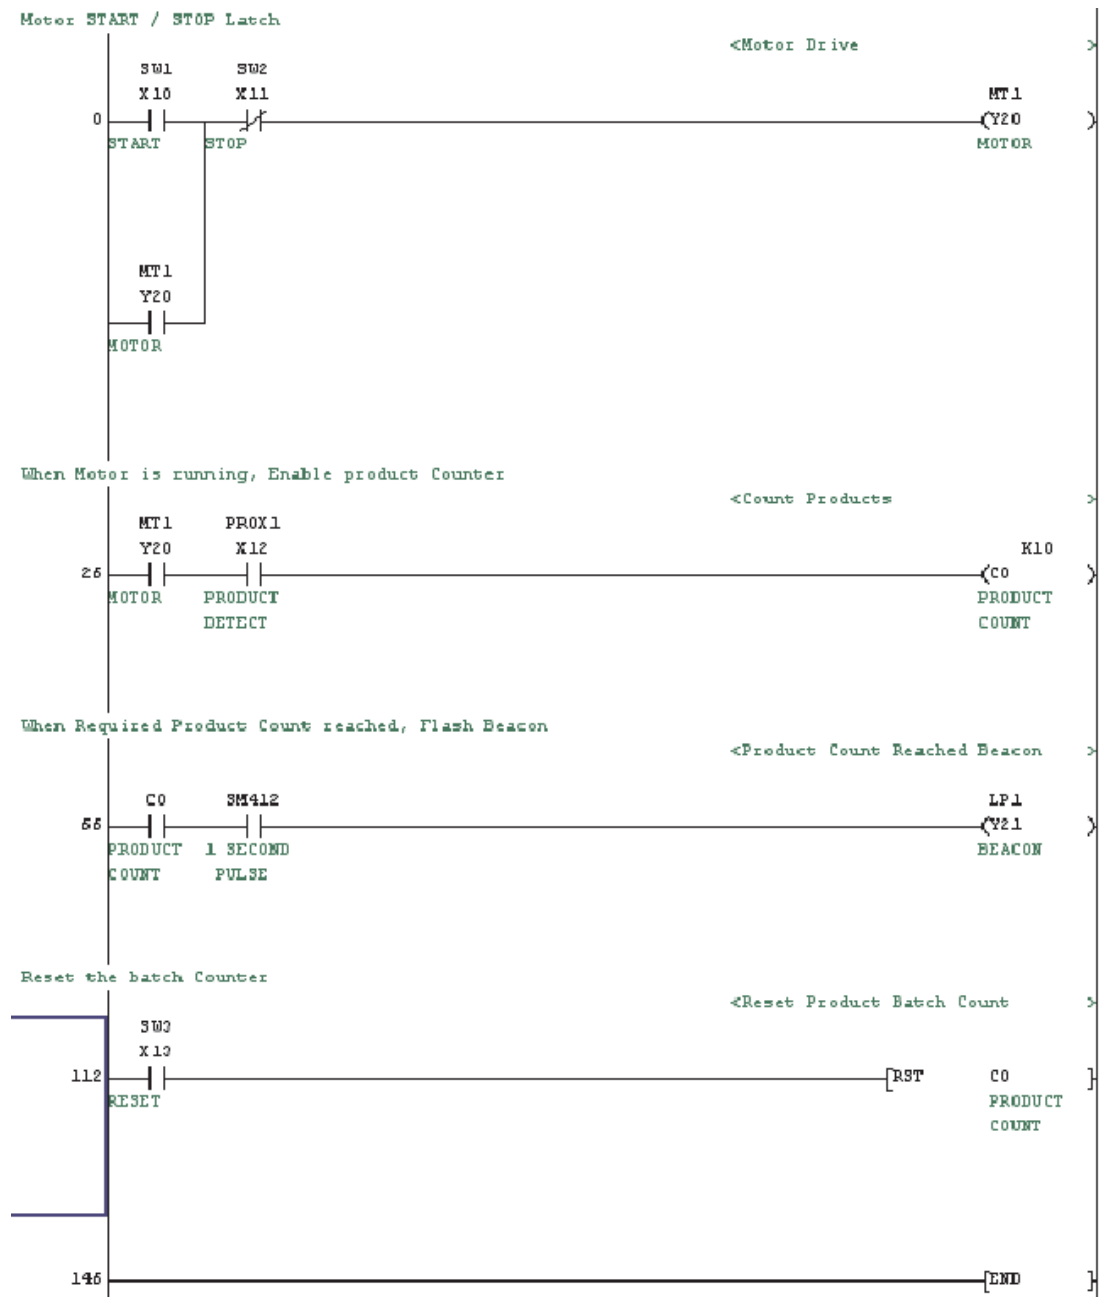 Motor START / STOP Latch
<Motor Drive >
SW1 SW2
X10 X11 MT1
0 (Y20 )
START STOP MOTOR
MT1
Y20
MOTOR
When Motor is running, Enable product Counter
<Count Products >
MT1 PROX1
Y20 X12 K10
26 (C0 )
MOTOR PRODUCT PRODUCT
DETECT COUNT
When Required Product Count reached, Flash Beacon
<Product Count Reached Beacon >
C0 SM412 LP1
66 (Y21 )
PRODUCT 1 SECOND BEACON
COUNT PULSE
Reset the batch Counter
<Reset Product Batch Count >
SW3
X13
112 [RST C0 ]
RESET PRODUCT
COUNT
146 [END ]